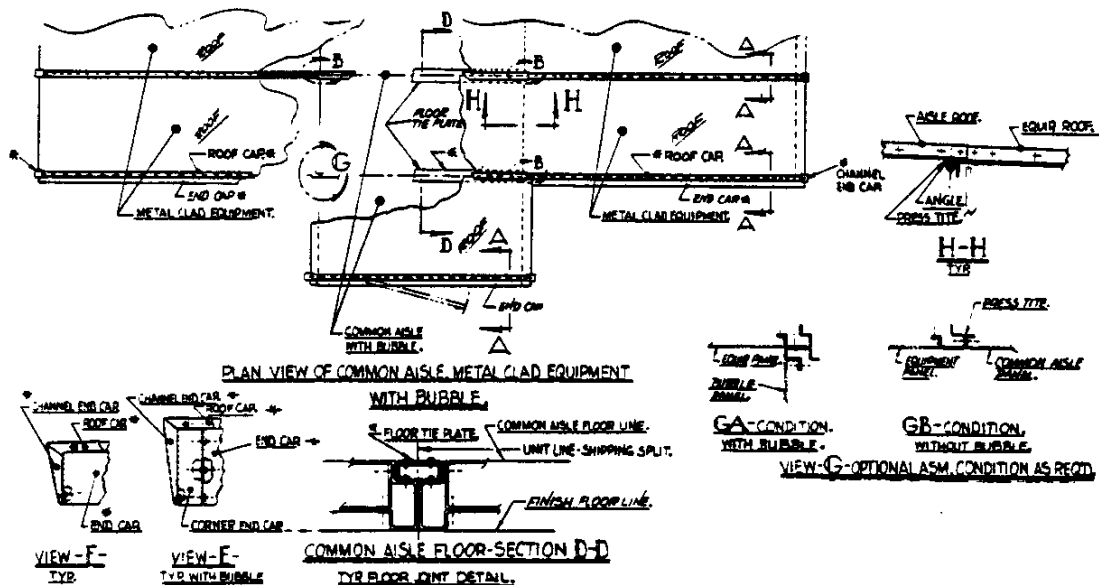 D
ROOF
B
ROOF
A
H H
A
ROOF
FLOOR
TIE PLATE.
ROOF
A
AISLE ROOF.
EQUIP. ROOF.
* ROOF CAP.*
G
*
B
* ROOF CAP.
* CHANNEL
END CAP.
END CAP *
END CAP *
METAL CLAD EQUIPMENT.
METAL CLAD EQUIPMENT.
A
ANGLE.
PRESS TITE.
D
ROOF
A
H-H
TYP.
END CAP
A
COMMON AISLE
WITH BUBBLE.
PRESS TITE.
PLAN VIEW OF COMMON AISLE METAL CLAD EQUIPMENT
WITH BUBBLE.
EQUIP. PANEL.
BUBBLE
PANEL.
EQUIPMENT
PANEL.
COMMON AISLE
PANEL.
GA-CONDITION.
WITH BUBBLE.
GB-CONDITION.
WITHOUT BUBBLE.
VIEW-G-OPTIONAL ASM. CONDITION AS REQ'D.
* CHANNEL END CAP.
ROOF CAP *
* END CAP.
VIEW-F-
TYP.
CHANNEL END CAP. *
ROOF CAP. *
END CAP. *
CORNER END CAP.
VIEW-E-
TYP. WITH BUBBLE
* FLOOR TIE PLATE.
COMMON AISLE FLOOR LINE.
UNIT LINE-SHIPPING SPLIT.
FINISH FLOOR LINE.
COMMON AISLE FLOOR-SECTION D-D
TYP. FLOOR JOINT DETAIL.